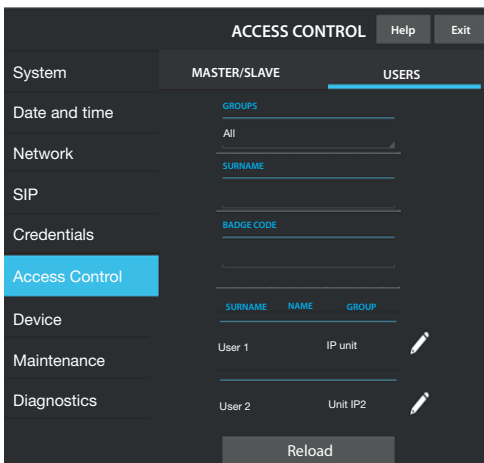 ACCESS CONTROL Help Exit
System
Date and time
Network
SIP
Credentials
Access Control
Device
Maintenance
Diagnostics
MASTER/SLAVE USERS
GROUPS
All
SURNAME
BADGE CODE
SURNAME NAME GROUP
User 1 IP unit
User 2 Unit IP2
Reload